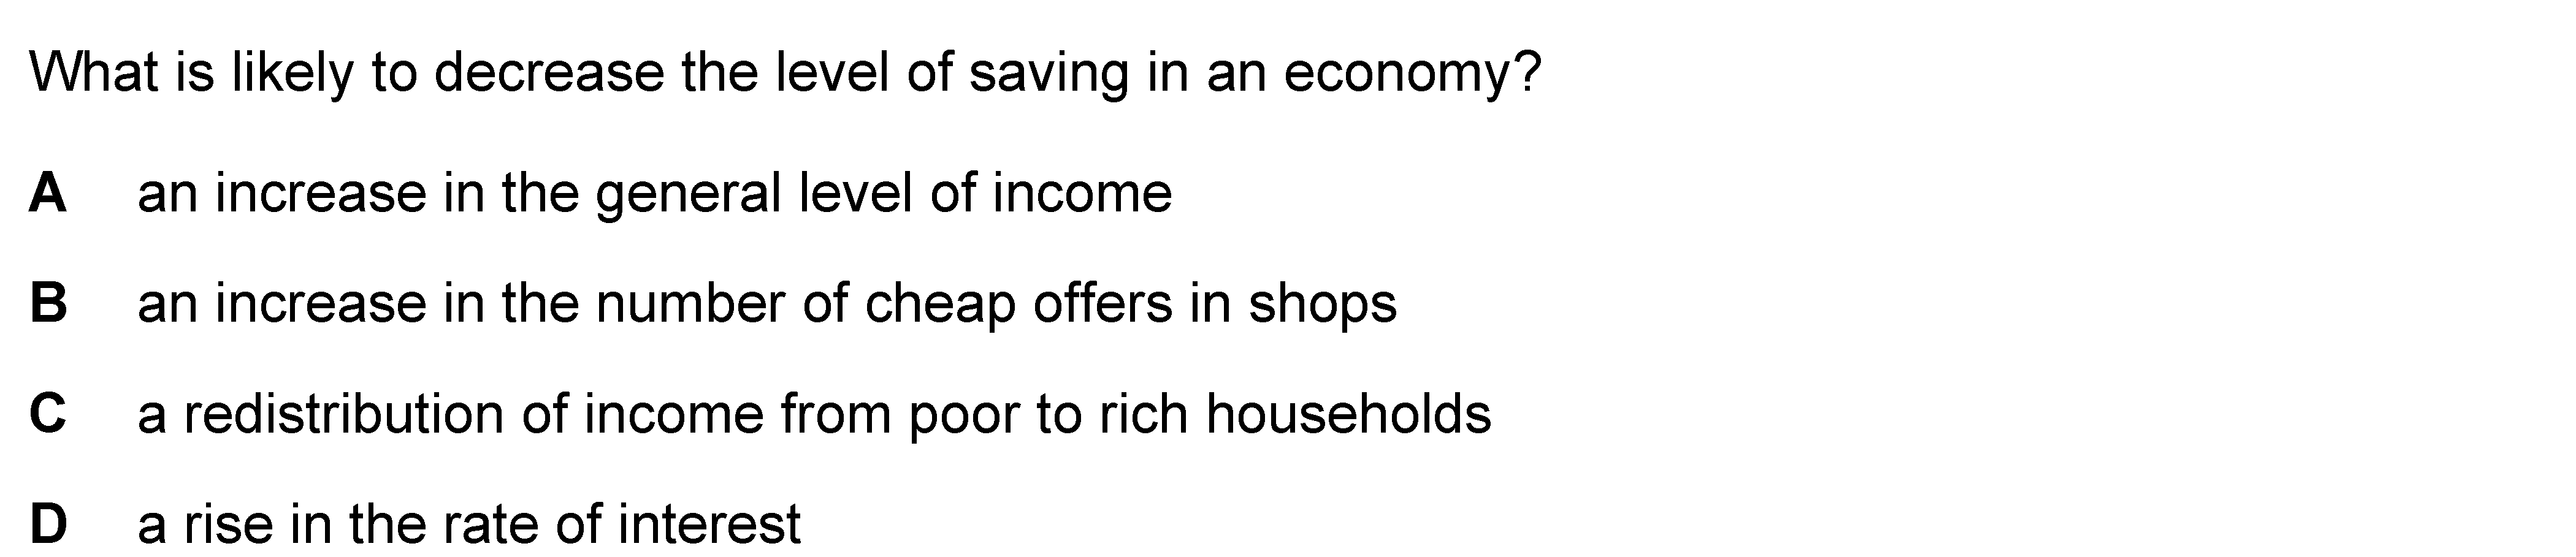 What is likely to decrease the level of saving in an economy?
A an increase in the general level of income
B an increase in the number of cheap offers in shops
C a redistribution of income from poor to rich households
D a rise in the rate of interest